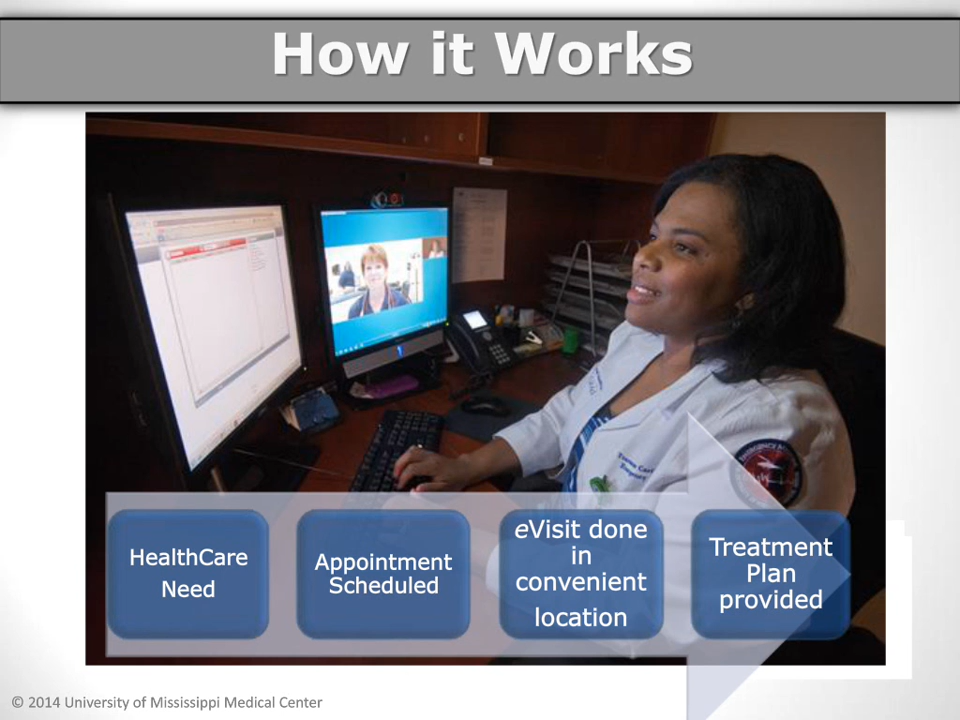 How it Works
HealthCare
Need
Appointment
Scheduled
eVisit done
in
convenient
location
Treatment
Plan
provided
© 2014 University of Mississippi Medical Center